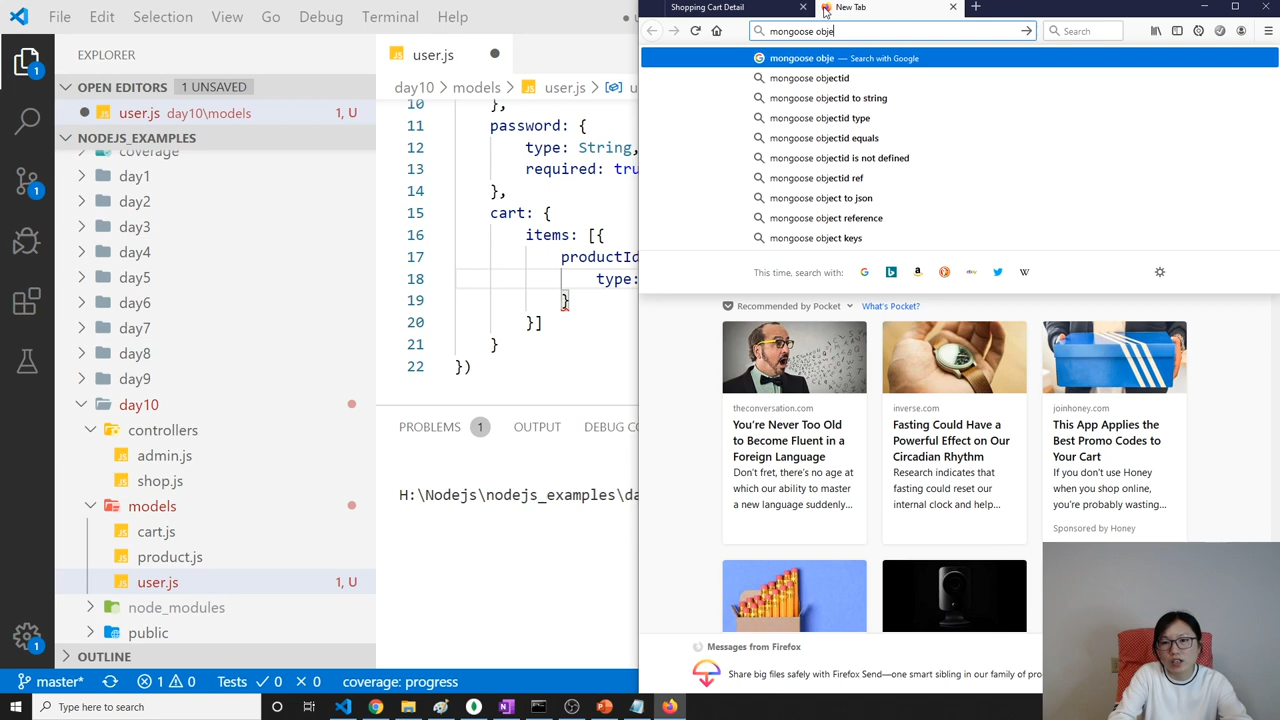 File Edit Selection View Go Debug Terminal Help
Shopping Cart Detail
New Tab
mongoose obje
Search
EXPLORER
OPEN EDITORS 1 UNSAVED
user.js day10\models 1, U
NODEJS_EXAMPLES
coverage
day1
day2
day3
day4
day5
day6
day7
day8
day9
day10
controllers
admin.js
shop.js
models
cart.js
product.js
user.js 1, U
node_modules
public
OUTLINE
user.js
day10 > models > user.js > u
10 },
11 password: {
12 type: String,
13 required: tru
14 },
15 cart: {
16 items: [{
17 productId
18 type:
19 }
20 }]
21 }
22 })
PROBLEMS 1 OUTPUT DEBUG CO
H:\Nodejs\nodejs_examples\da
mongoose obje — Search with Google
mongoose objectid
mongoose objectid to string
mongoose objectid type
mongoose objectid equals
mongoose objectid is not defined
mongoose objectid ref
mongoose object to json
mongoose object reference
mongoose object keys
This time, search with:
Recommended by Pocket What's Pocket?
theconversation.com
You're Never Too Old
to Become Fluent in a
Foreign Language
Don't fret, there's no age at
which our ability to master
a new language suddenly...
inverse.com
Fasting Could Have a
Powerful Effect on Our
Circadian Rhythm
Research indicates that
fasting could reset our
internal clock and help...
joinhoney.com
This App Applies the
Best Promo Codes to
Your Cart
If you don't use Honey
when you shop online,
you're probably wasting...
Sponsored by Honey
Messages from Firefox
Share big files safely with Firefox Send—one smart sibling in our family of pro
master* 1 0 Tests 0 0 coverage: progress
Type here to search